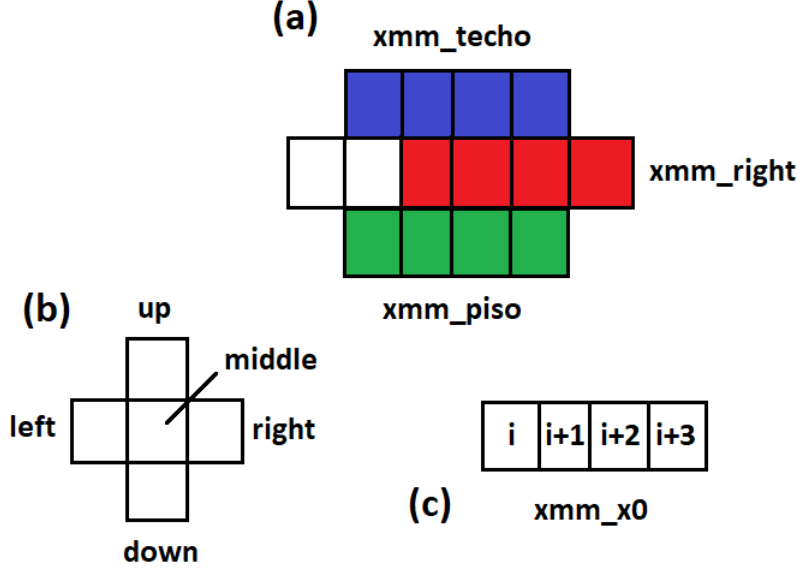 (a)
xmm_techo
xmm_right
xmm_piso
(b)
up
middle
left
right
down
i i+1 i+2 i+3
(c)
xmm_x0